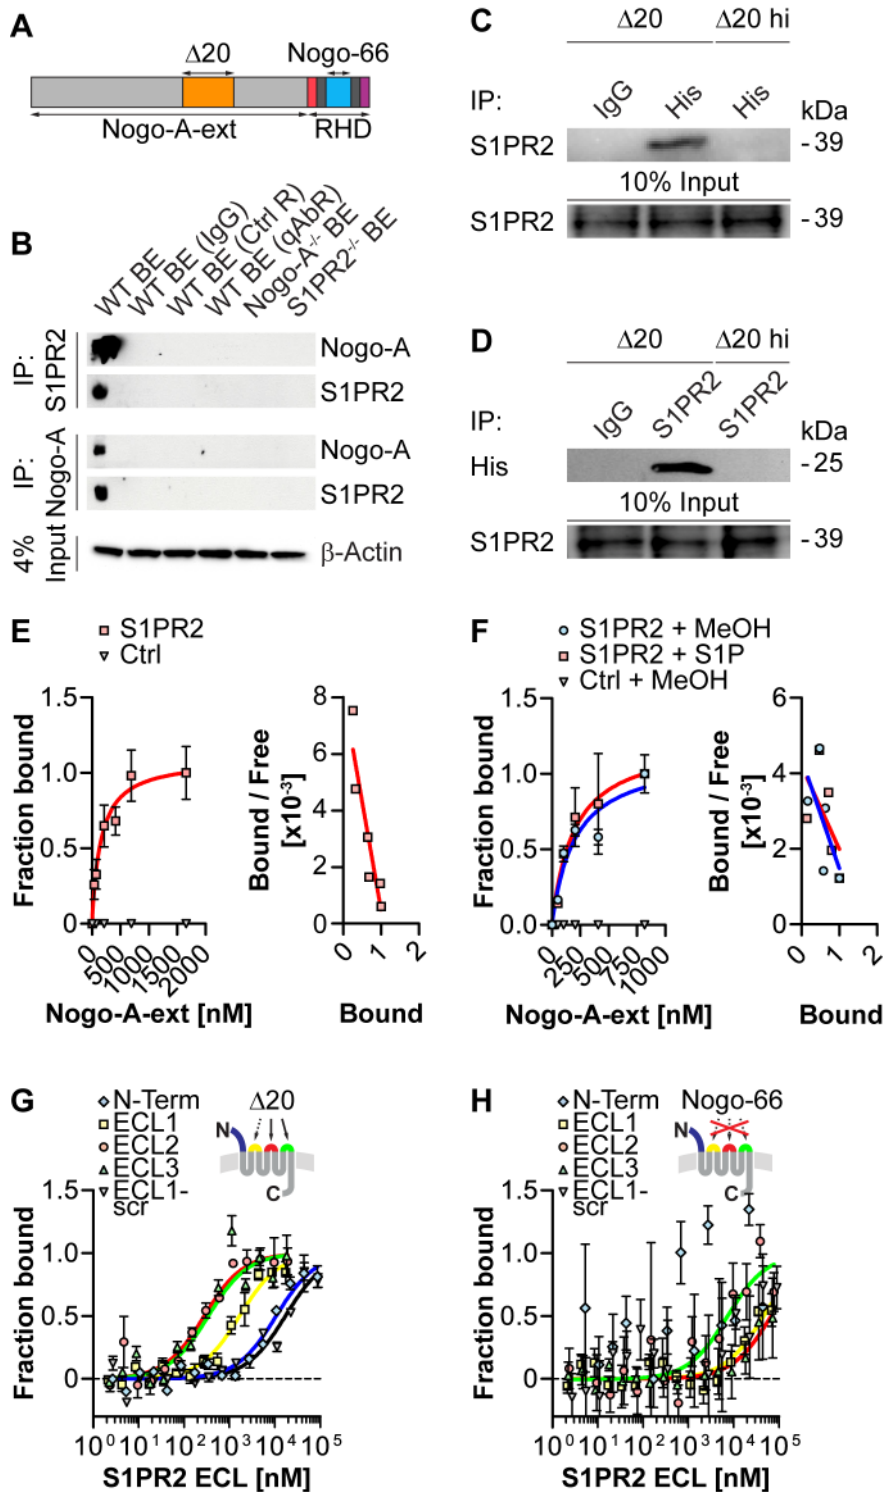 A
Δ20
Nogo-66
Nogo-A-ext
RHD
B
WT BE
WT BE (IgG)
WT BE (Ctrl R)
WT BE (qAbR)
Nogo-A-/- BE
S1PR2-/- BE
IP: S1PR2
Nogo-A
S1PR2
IP: Nogo-A
Nogo-A
S1PR2
4% Input
β-Actin
C
Δ20
Δ20 hi
IP:
IgG
His
His
kDa
S1PR2
-39
10% Input
S1PR2
-39
D
Δ20
Δ20 hi
IP:
IgG
S1PR2
S1PR2
kDa
His
-25
10% Input
S1PR2
-39
E
S1PR2
Ctrl
Fraction bound
1.5
1.0
0.5
0
0
500
1000
1500
2000
Nogo-A-ext [nM]
Bound / Free
[x10-3]
8
6
4
2
0
0
1
2
Bound
F
S1PR2 + MeOH
S1PR2 + S1P
Ctrl + MeOH
Fraction bound
1.5
1.0
0.5
0.0
0
250
500
750
1000
Nogo-A-ext [nM]
Bound / Free
[x10-3]
6
4
2
0
0
1
2
Bound
G
N-Term
ECL1
ECL2
ECL3
ECL1-
scr
Δ20
N
C
Fraction bound
1.5
1.0
0.5
0
10^0 10^1 10^2 10^3 10^4 10^5
S1PR2 ECL [nM]
H
N-Term
ECL1
ECL2
ECL3
ECL1-
scr
Nogo-66
N
C
Fraction bound
1.5
1.0
0.5
0
10^0 10^1 10^2 10^3 10^4 10^5
S1PR2 ECL [nM]